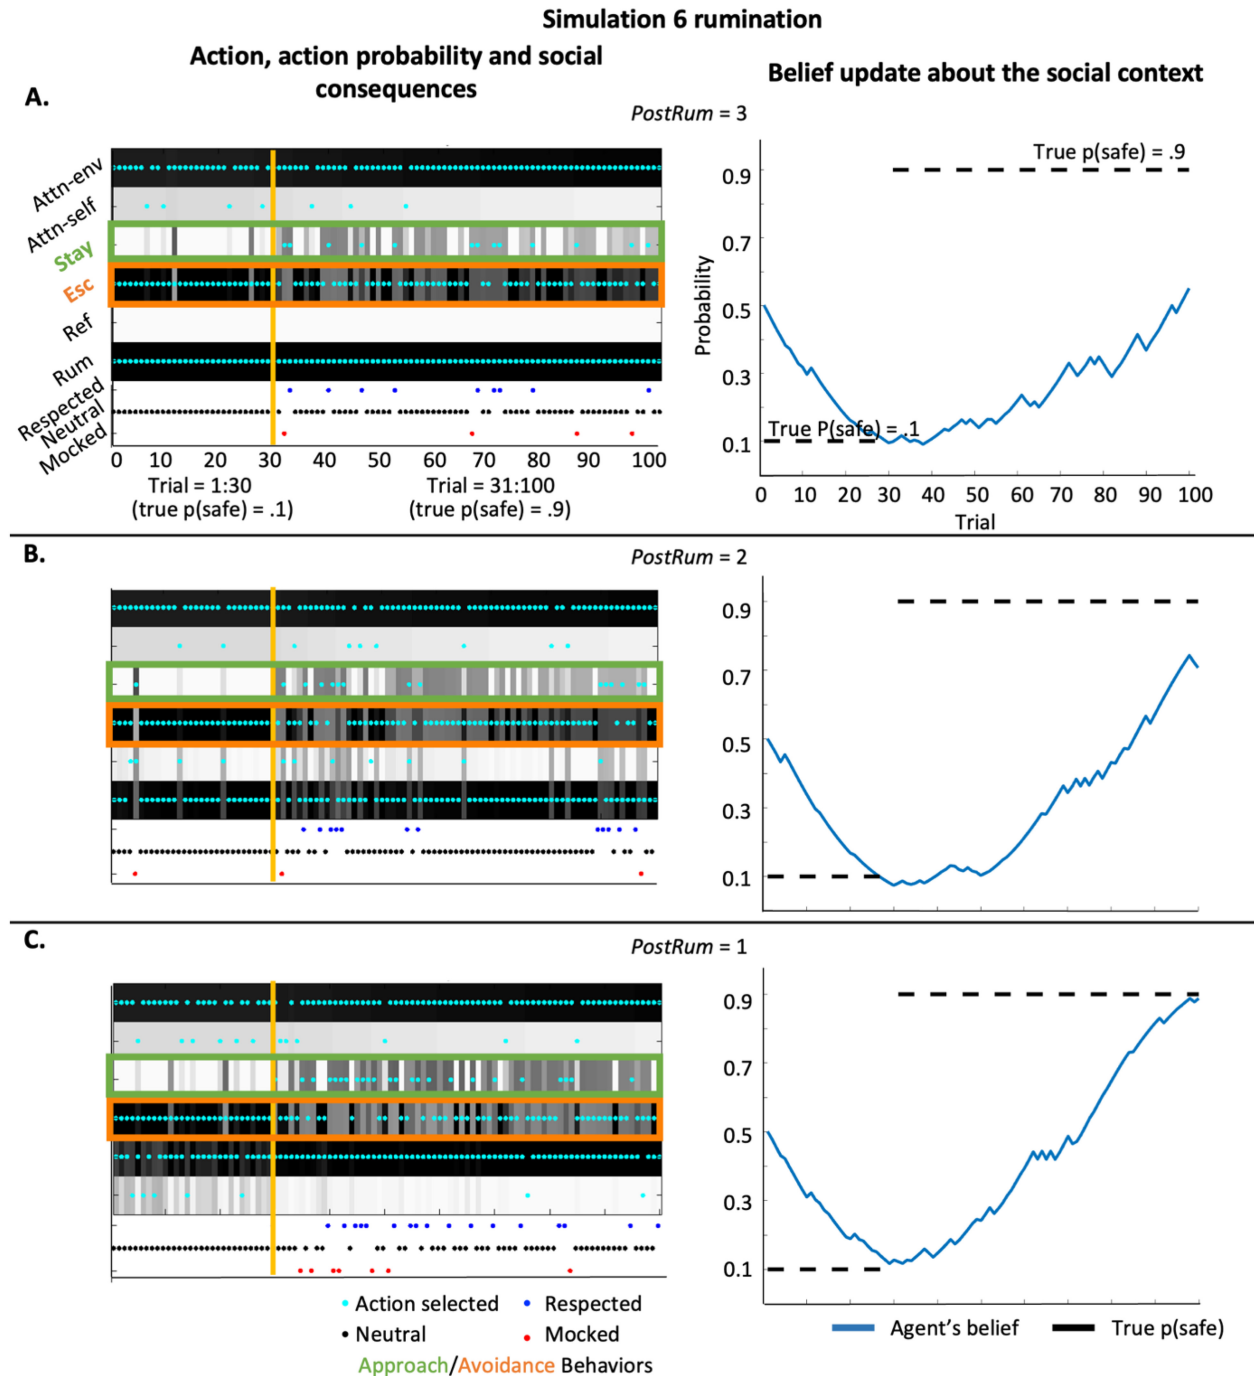 Simulation 6 rumination
Action, action probability and social
consequences
Belief update about the social context
A.
PostRum = 3
Attn-env
Attn-self
Stay
Esc
Ref
Rum
Respected
Neutral
Mocked
0 10 20 30 40 50 60 70 80 90 100
Trial = 1:30
(true p(safe) = .1)
Trial = 31:100
(true p(safe) = .9)
True p(safe) = .9
0.9
0.7
0.5
0.3
0.1
Probability
True P(safe) = .1
0 10 20 30 40 50 60 70 80 90 100
Trial
B.
PostRum = 2
0.9
0.7
0.5
0.3
0.1
C.
PostRum = 1
0.9
0.7
0.5
0.3
0.1
Action selected
Respected
Neutral
Mocked
Approach/Avoidance Behaviors
Agent's belief
True p(safe)